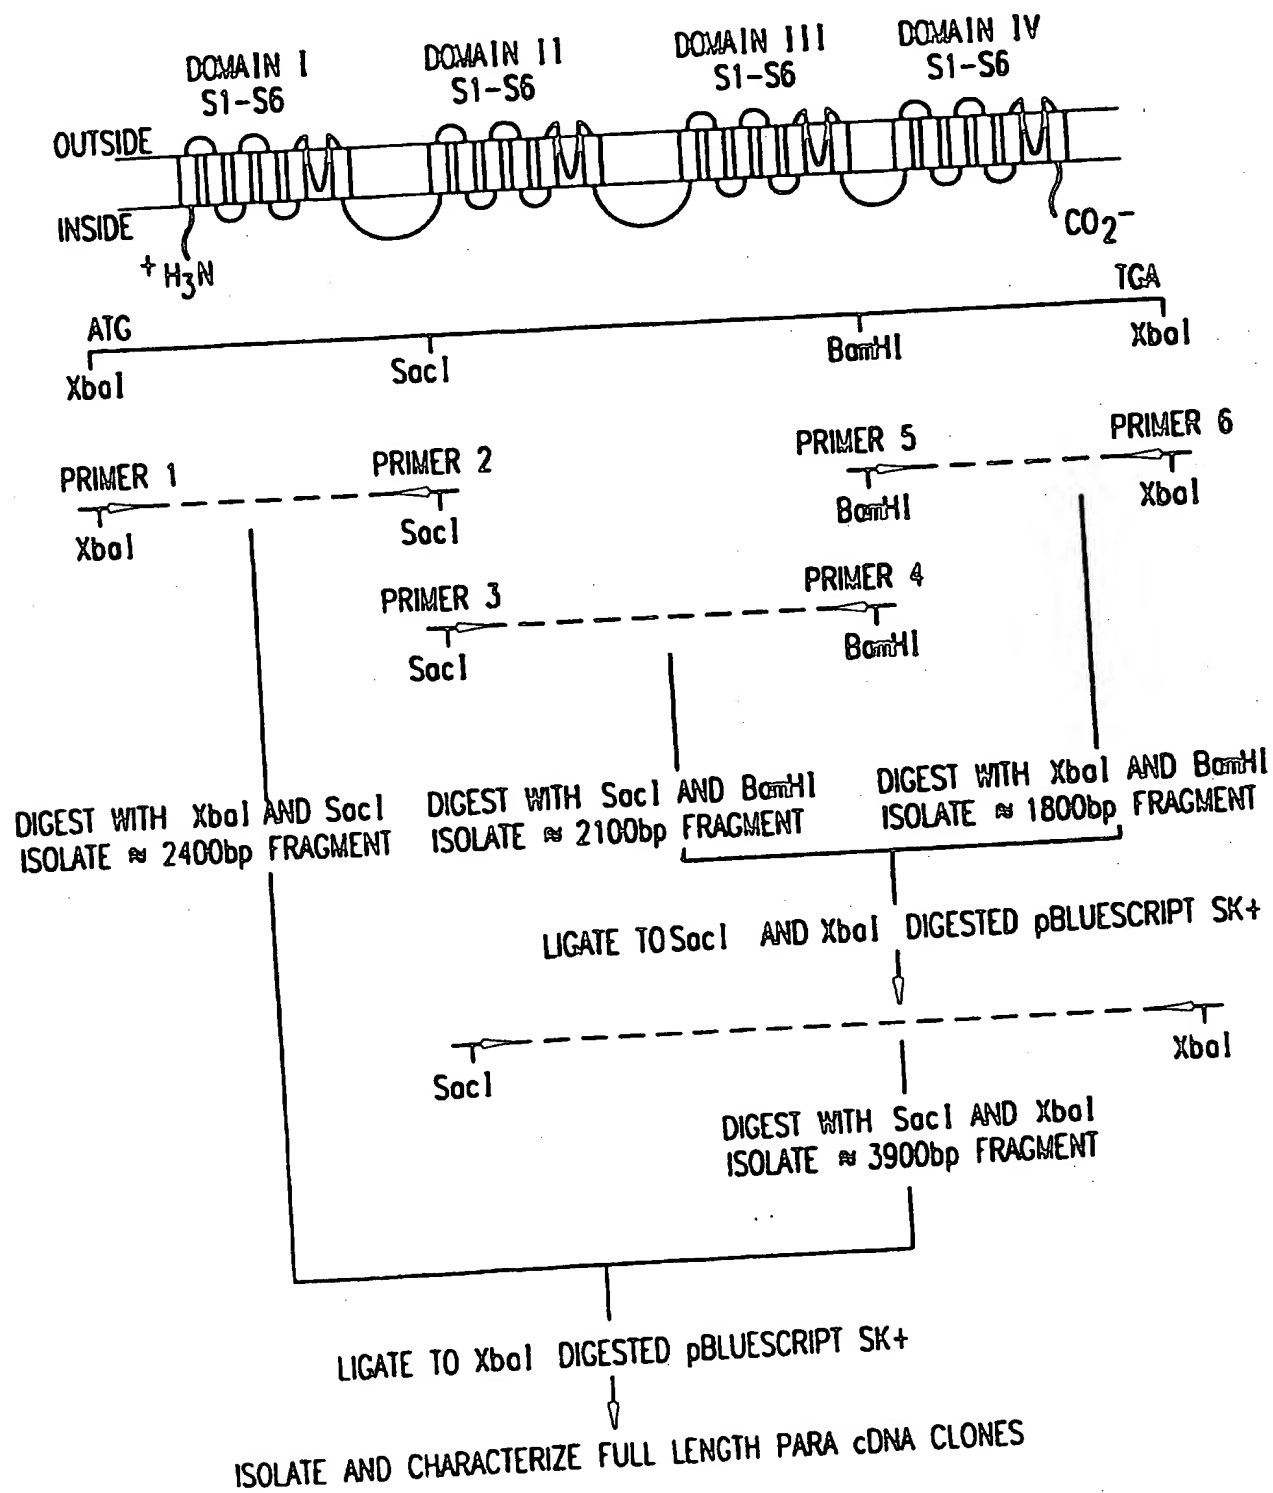 DOMAIN I
S1-S6
DOMAIN II
S1-S6
DOMAIN III
S1-S6
DOMAIN IV
S1-S6
OUTSIDE
INSIDE
+H3N
CO2-
ATG
TGA
XbaI
SacI
BamHI
XbaI
PRIMER 1
PRIMER 2
PRIMER 5
PRIMER 6
XbaI
SacI
BamHI
XbaI
PRIMER 3
PRIMER 4
SacI
BamHI
DIGEST WITH XbaI AND SacI
ISOLATE ≈ 2400bp FRAGMENT
DIGEST WITH SacI AND BamHI
ISOLATE ≈ 2100bp FRAGMENT
DIGEST WITH XbaI AND BamHI
ISOLATE ≈ 1800bp FRAGMENT
LIGATE TO SacI AND XbaI DIGESTED pBLUESCRIPT SK+
SacI
XbaI
DIGEST WITH SacI AND XbaI
ISOLATE ≈ 3900bp FRAGMENT
LIGATE TO XbaI DIGESTED pBLUESCRIPT SK+
ISOLATE AND CHARACTERIZE FULL LENGTH PARA cDNA CLONES